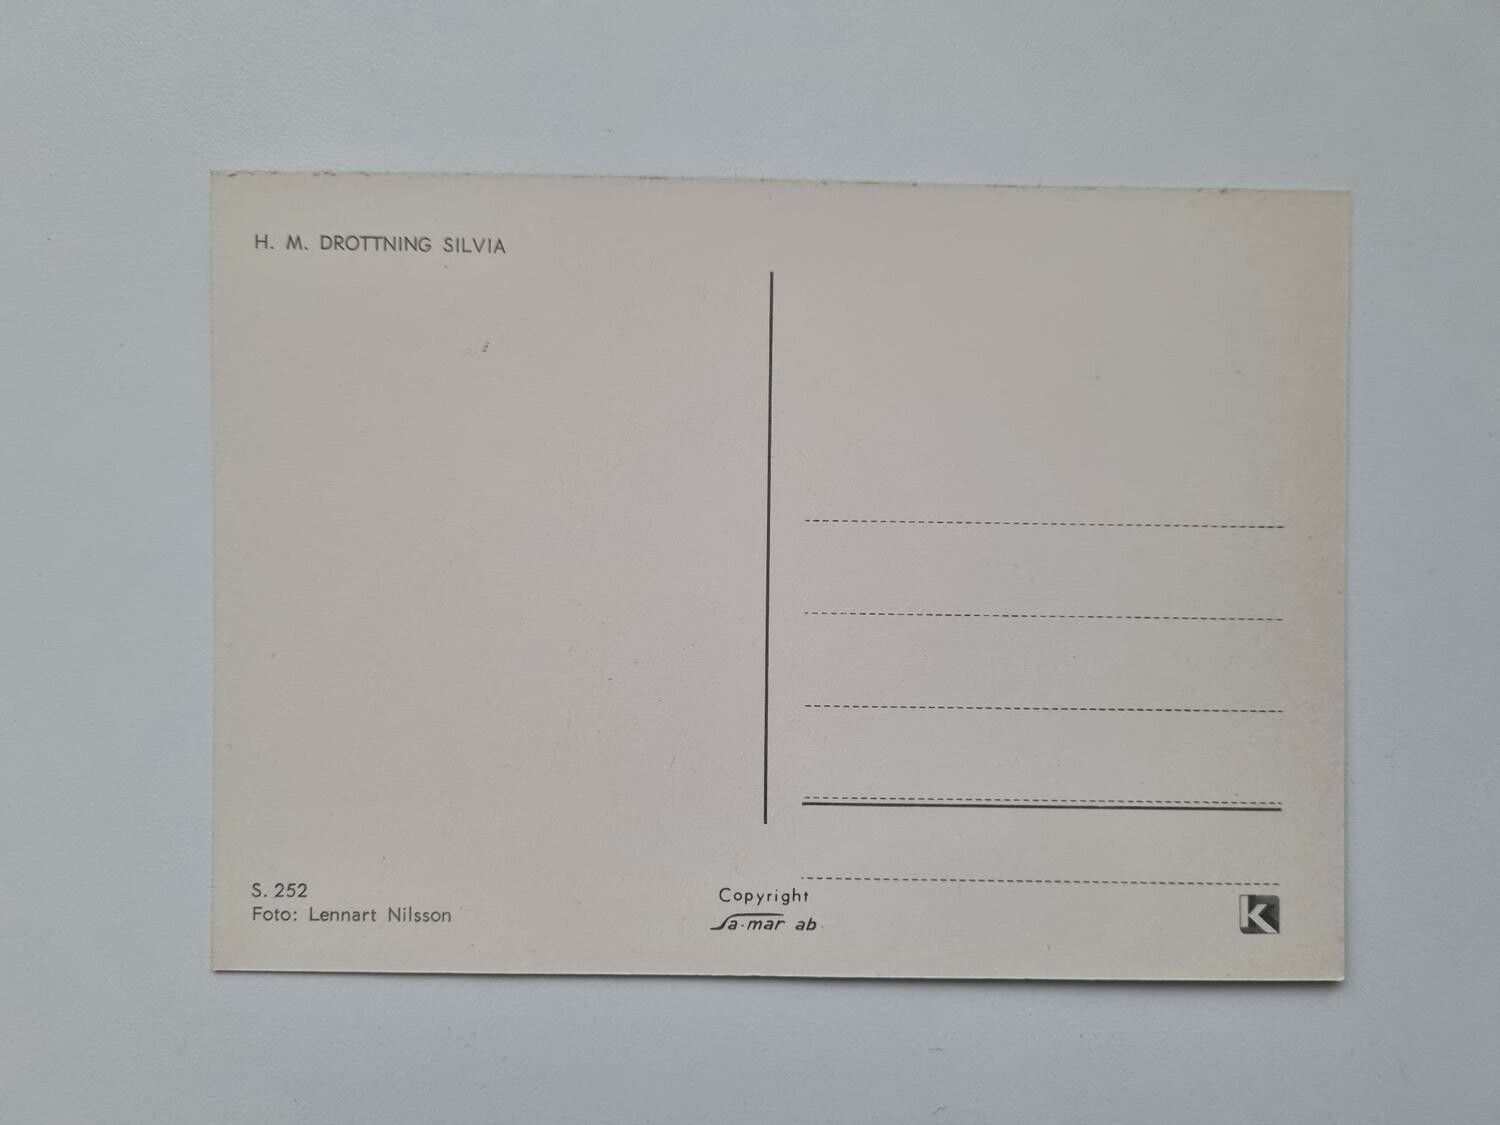 H. M. DROTTNING SILVIA
S. 252
Foto: Lennart Nilsson
Copyright
Sa-mar ab
K